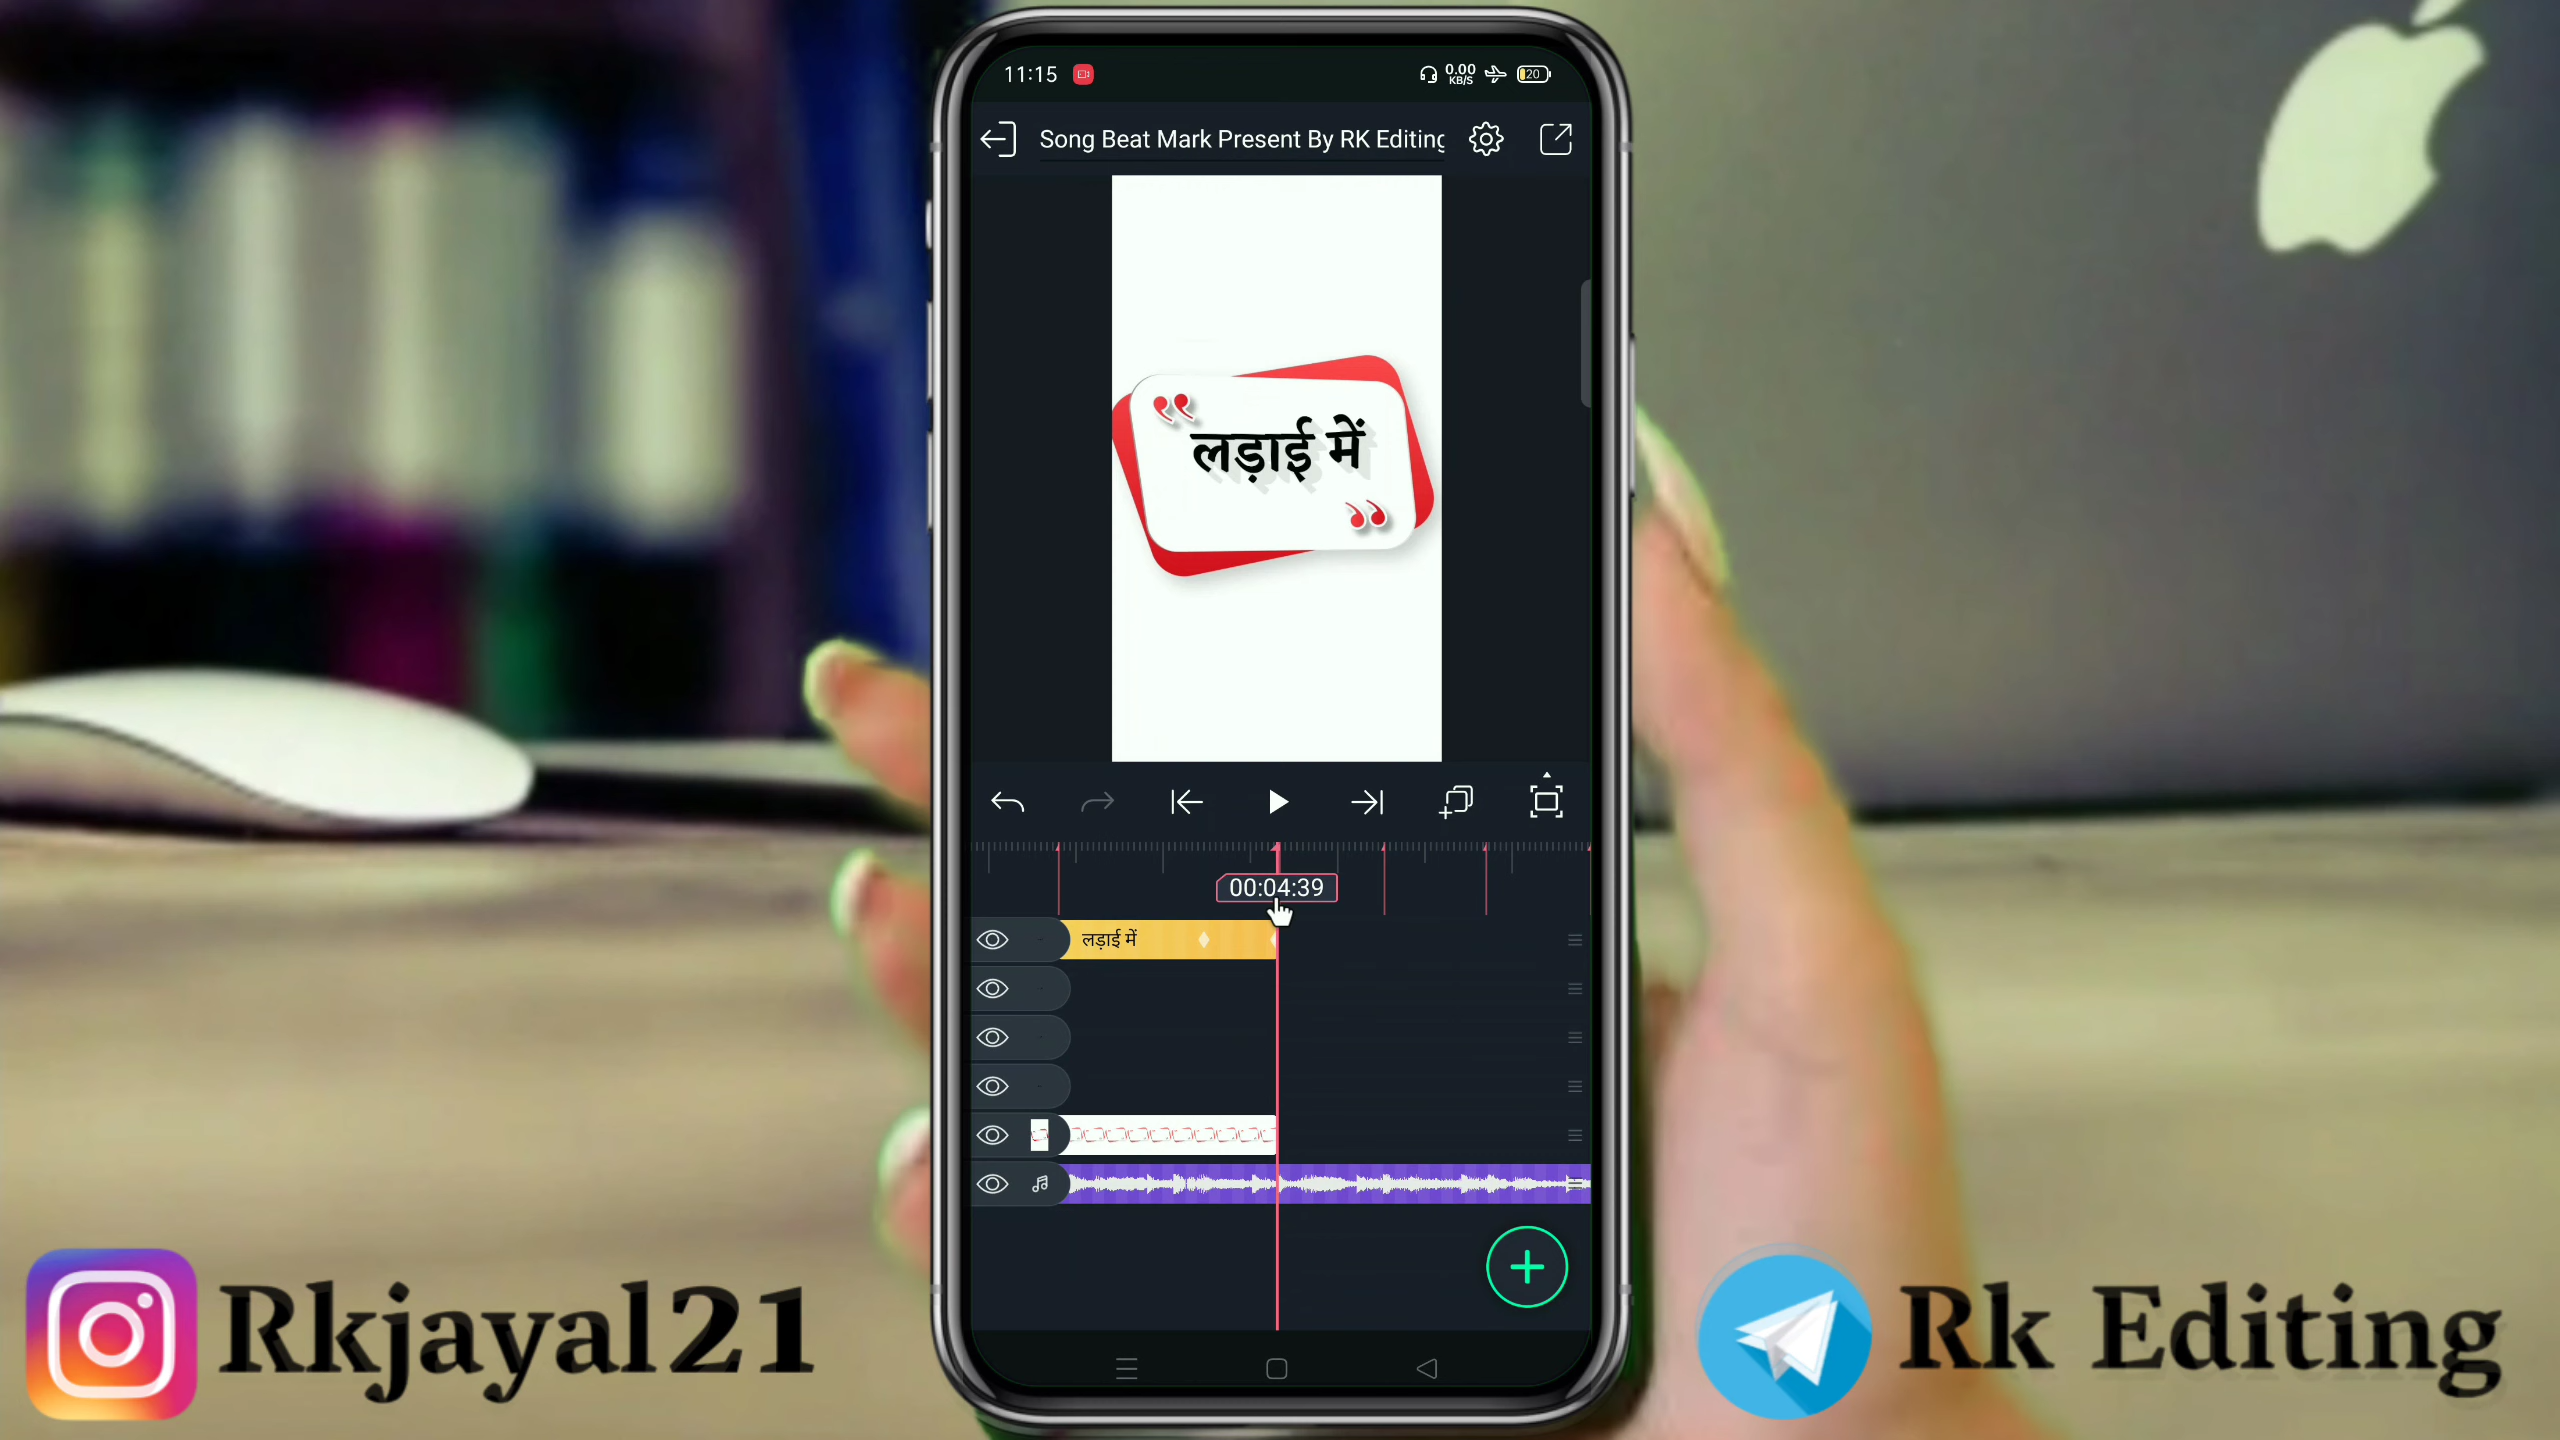 11:15
0.00
KB/S
20
Song Beat Mark Present By RK Editing
“
लड़ाई में
”
00:04:39
लड़ाई में
Rkjayal21
Rk Editing